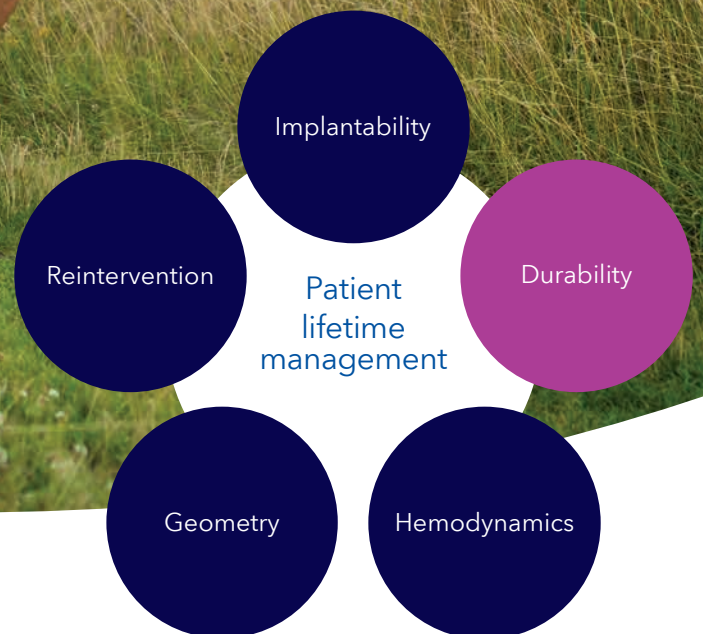 Implantability
Reintervention
Durability
Patient
lifetime
management
Geometry
Hemodynamics